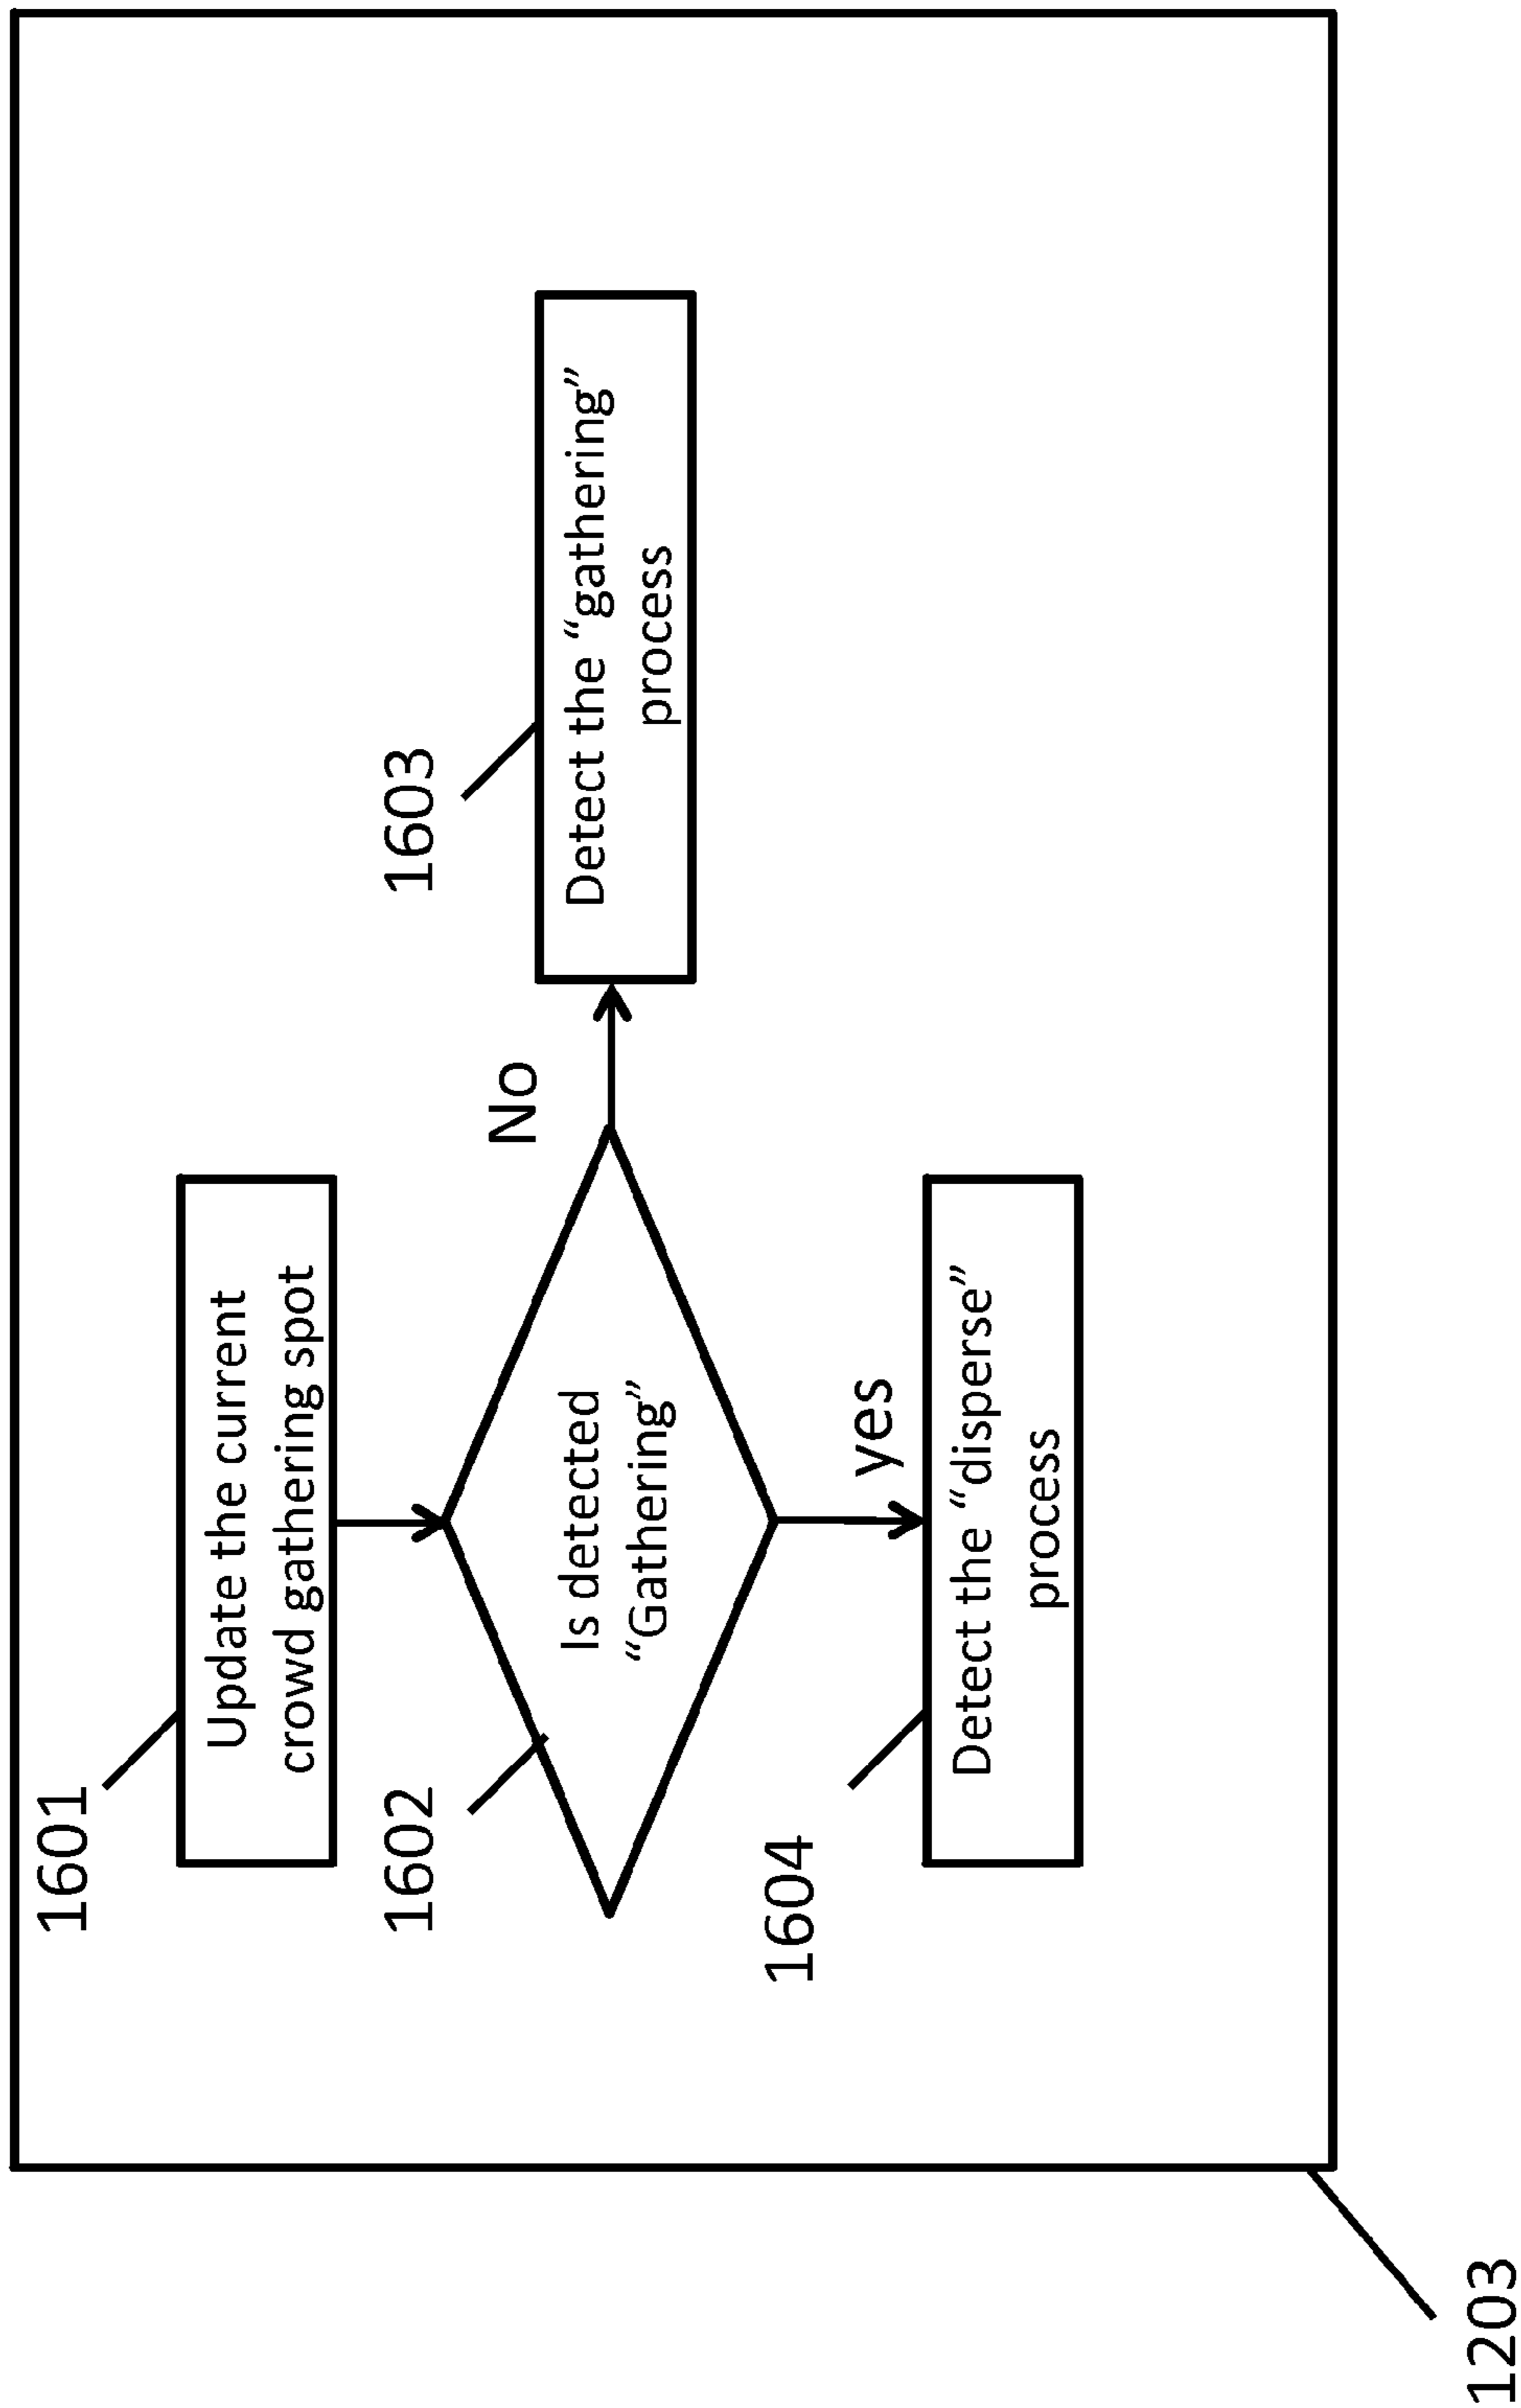 1601
Update the current
crowd gathering spot
1602
Is detected
“Gathering”
No
1603
Detect the “gathering”
process
yes
1604
Detect the “disperse”
process
1203